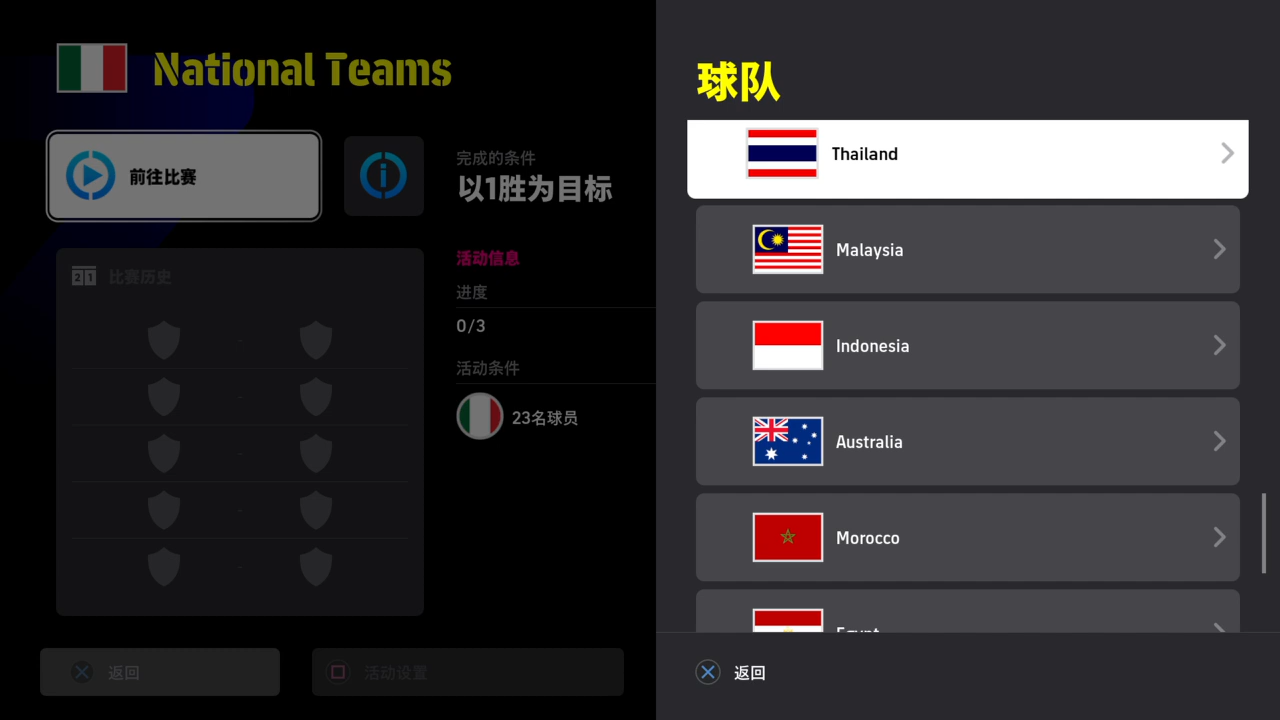 National Teams
前往比赛
完成的条件
以1胜为目标
比赛历史
活动信息
进度
0/3
活动条件
23名球员
返回
活动设置
球队
Thailand
Malaysia
Indonesia
Australia
Morocco
Egypt
返回